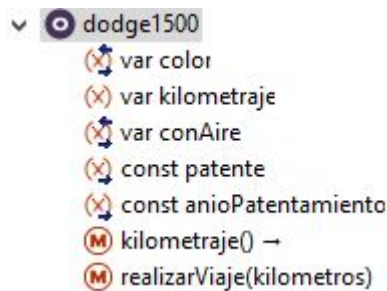 dodge1500
var color
var kilometraje
var conAire
const patente
const anioPatentamiento
M kilometraje() →
M realizarViaje(kilometros)